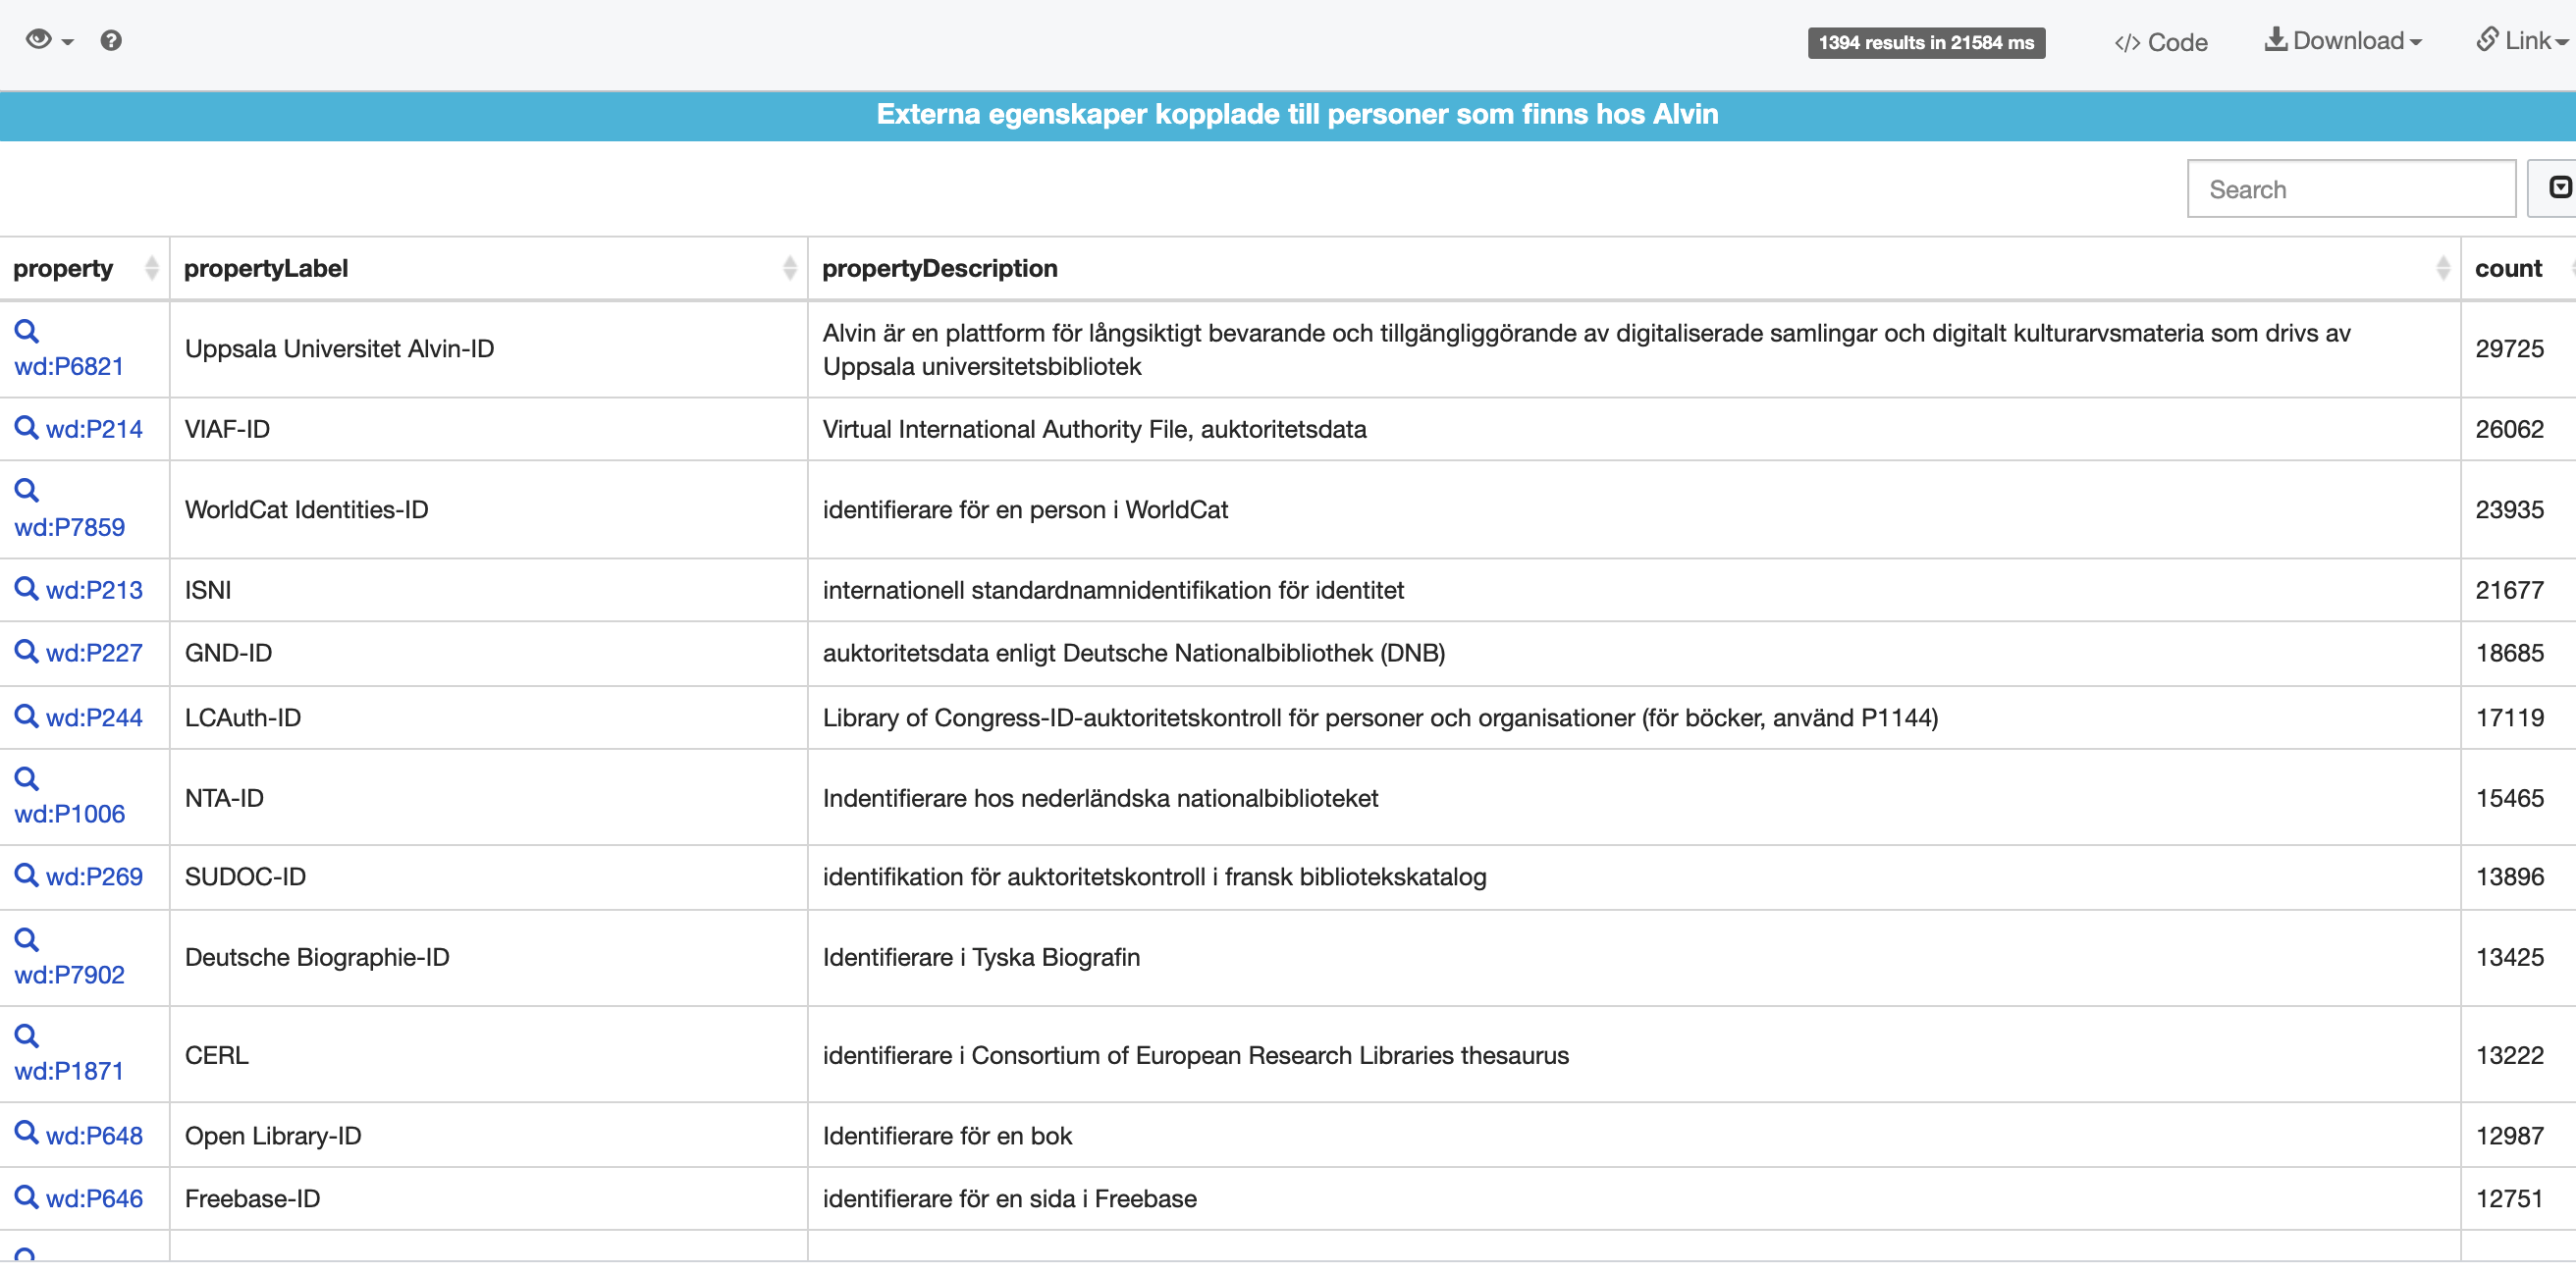 1394 results in 21584 ms
</> Code
Download
Link
Externa egenskaper kopplade till personer som finns hos Alvin
Search
property propertyLabel propertyDescription count
wd:P6821 Uppsala Universitet Alvin-ID Alvin är en plattform för långsiktigt bevarande och tillgängliggörande av digitaliserade samlingar och digitalt kulturarvsmateria som drivs av
Uppsala universitetsbibliotek 29725
wd:P214 VIAF-ID Virtual International Authority File, auktoritetsdata 26062
wd:P7859 WorldCat Identities-ID identifierare för en person i WorldCat 23935
wd:P213 ISNI internationell standardnamnidentifikation för identitet 21677
wd:P227 GND-ID auktoritetsdata enligt Deutsche Nationalbibliothek (DNB) 18685
wd:P244 LCAuth-ID Library of Congress-ID-auktoritetskontroll för personer och organisationer (för böcker, använd P1144) 17119
wd:P1006 NTA-ID Indentifierare hos nederländska nationalbiblioteket 15465
wd:P269 SUDOC-ID identifikation för auktoritetskontroll i fransk bibliotekskatalog 13896
wd:P7902 Deutsche Biographie-ID Identifierare i Tyska Biografin 13425
wd:P1871 CERL identifierare i Consortium of European Research Libraries thesaurus 13222
wd:P648 Open Library-ID Identifierare för en bok 12987
wd:P646 Freebase-ID identifierare för en sida i Freebase 12751